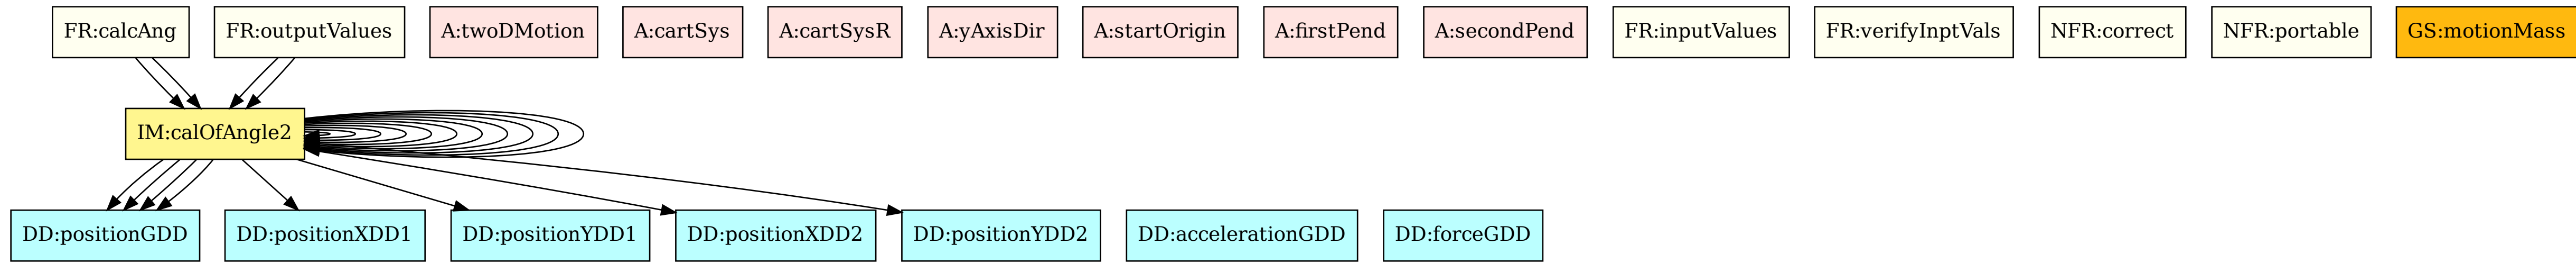 FR:calcAng
FR:outputValues
A:twoDMotion
A:cartSys
A:cartSysR
A:yAxisDir
A:startOrigin
A:firstPend
A:secondPend
FR:inputValues
FR:verifyInptVals
NFR:correct
NFR:portable
GS:motionMass
IM:calOfAngle2
DD:positionGDD
DD:positionXDD1
DD:positionYDD1
DD:positionXDD2
DD:positionYDD2
DD:accelerationGDD
DD:forceGDD